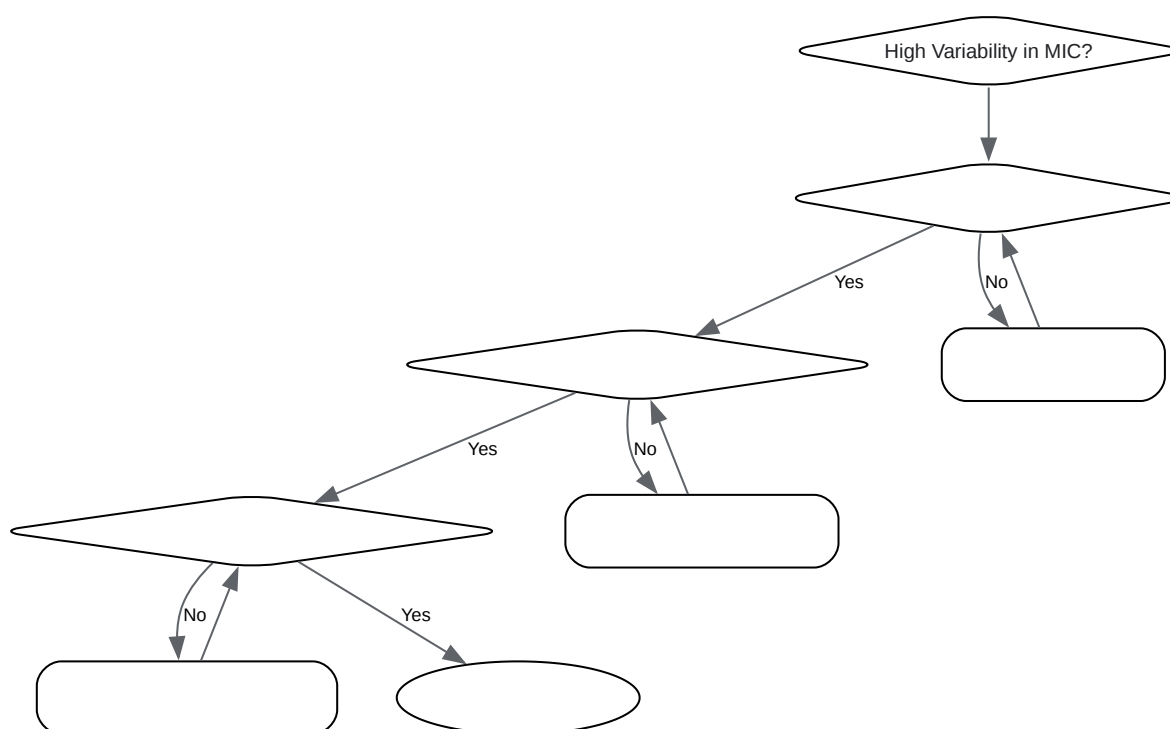 High Variability in MIC?
Yes
No
Yes
No
No
Yes